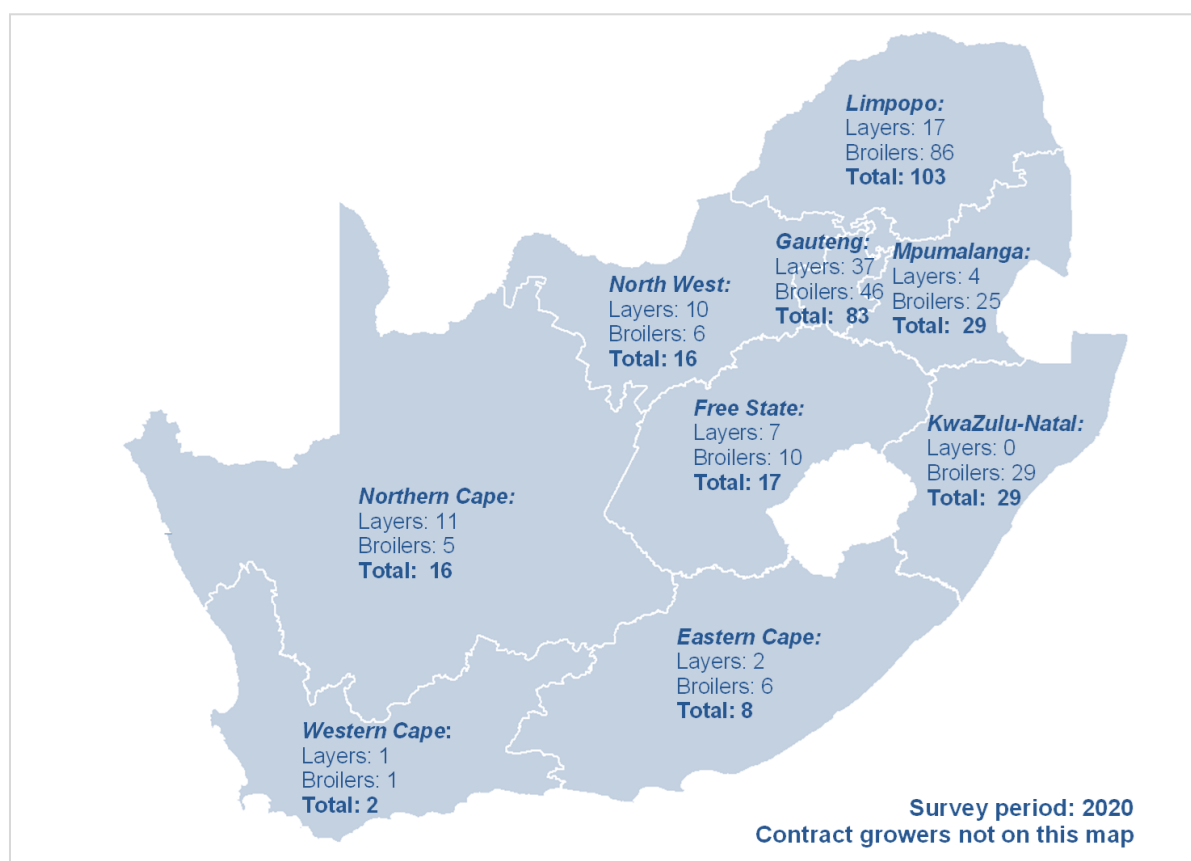 Limpopo:
Layers: 17
Broilers: 86
Total: 103
Gauteng:
Layers: 37
Broilers: 46
Total: 83
Mpumalanga:
Layers: 4
Broilers: 25
Total: 29
North West:
Layers: 10
Broilers: 6
Total: 16
Free State:
Layers: 7
Broilers: 10
Total: 17
KwaZulu-Natal:
Layers: 0
Broilers: 29
Total: 29
Northern Cape:
Layers: 11
Broilers: 5
Total: 16
Eastern Cape:
Layers: 2
Broilers: 6
Total: 8
Western Cape:
Layers: 1
Broilers: 1
Total: 2
Survey period: 2020
Contract growers not on this map